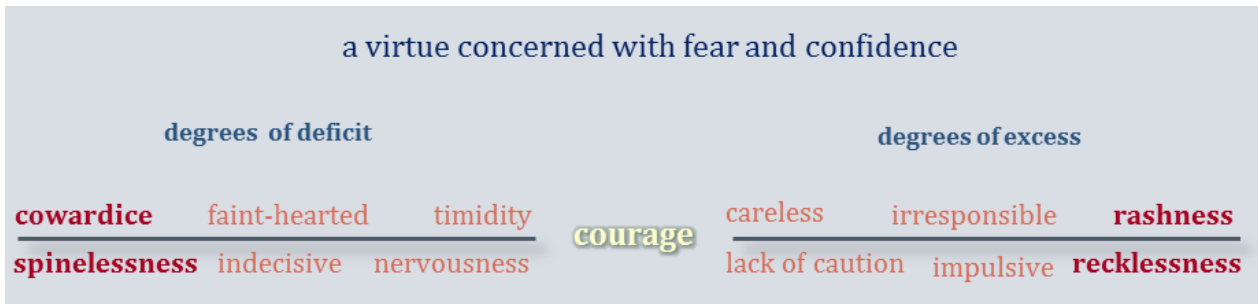 a virtue concerned with fear and confidence
degrees of deficit
degrees of excess
cowardice faint-hearted timidity
careless irresponsible rashness
courage
spinelessness indecisive nervousness
lack of caution impulsive recklessness